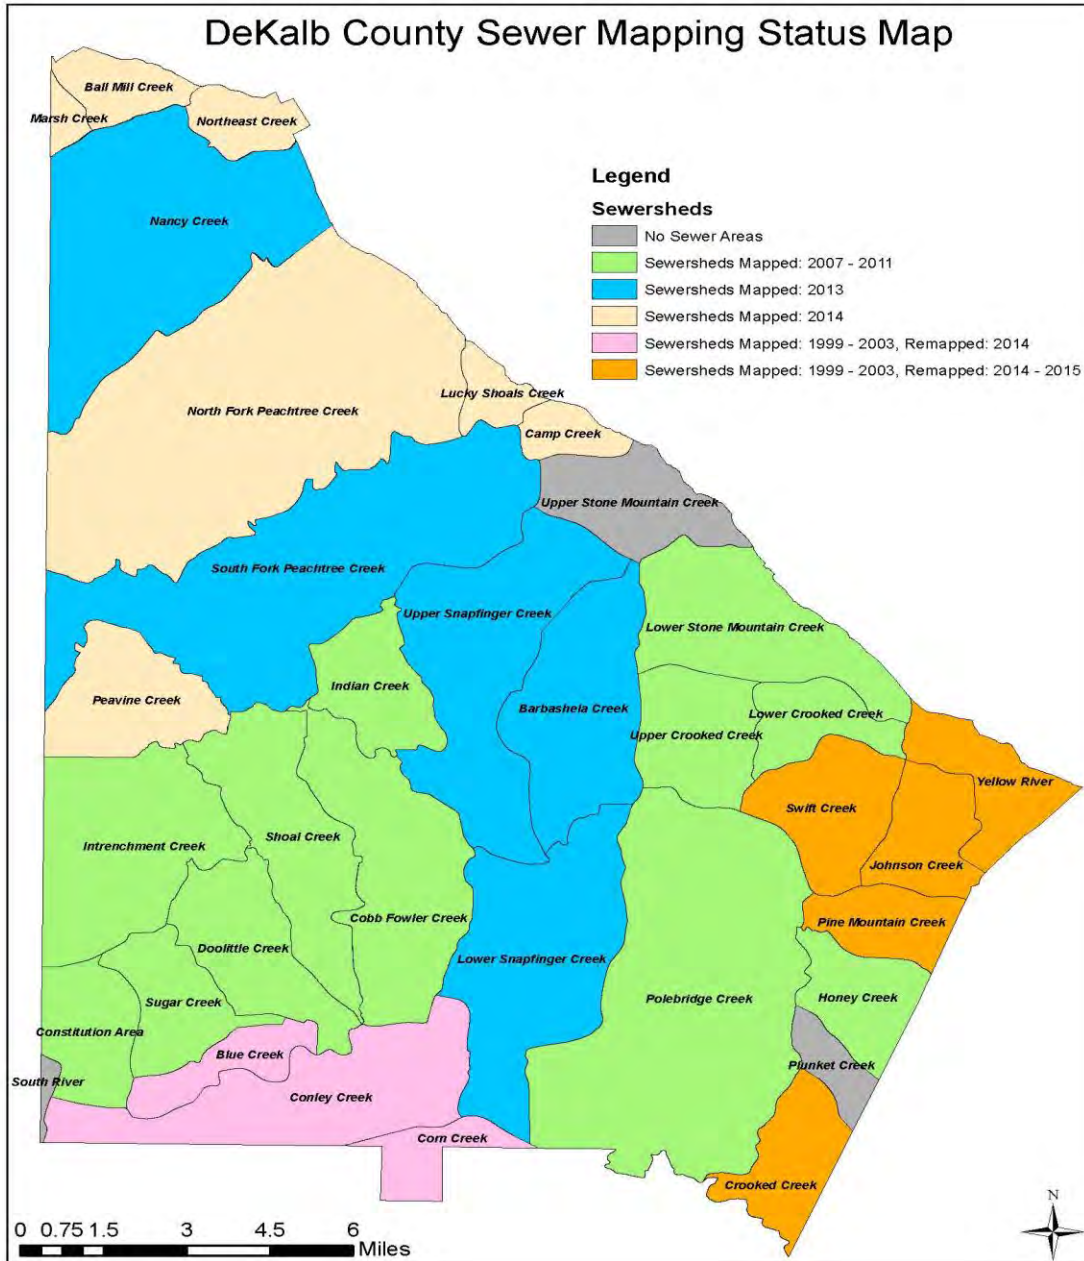 DeKalb County Sewer Mapping Status Map
Ball Mill Creek
Marsh Creek
Northeast Creek
Nancy Creek
Legend
Sewersheds
No Sewer Areas
Sewersheds Mapped: 2007 - 2011
Sewersheds Mapped: 2013
Sewersheds Mapped: 2014
Sewersheds Mapped: 1999 - 2003, Remapped: 2014
Sewersheds Mapped: 1999 - 2003, Remapped: 2014 - 2015
Lucky Shoals Creek
North Fork Peachtree Creek
Camp Creek
Upper Stone Mountain Creek
South Fork Peachtree Creek
Upper Snapfinger Creek
Lower Stone Mountain Creek
Indian Creek
Peavine Creek
Barbashela Creek
Lower Crooked Creek
Upper Crooked Creek
Yellow River
Swift Creek
Shoal Creek
Intrenchment Creek
Johnson Creek
Cobb Fowler Creek
Pine Mountain Creek
Doolittle Creek
Lower Snapfinger Creek
Sugar Creek
Polebridge Creek
Honey Creek
Constitution Area
Blue Creek
Plunket Creek
South River
Conley Creek
Corn Creek
Crooked Creek
N
0 0.75 1.5 3 4.5 6
Miles